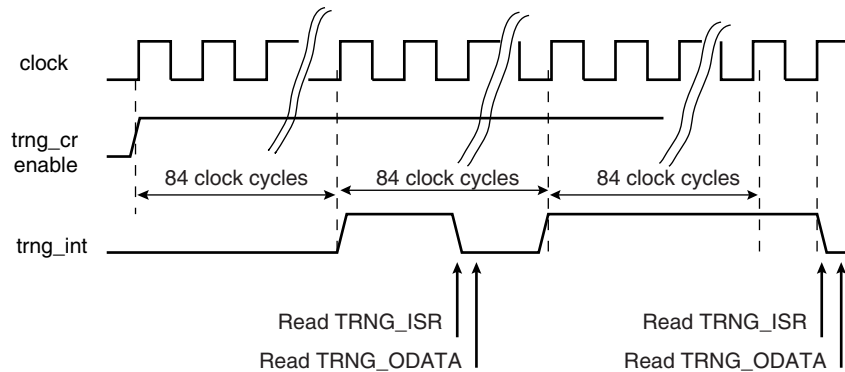 clock
trng_cr
enable
84 clock cycles
84 clock cycles
84 clock cycles
trng_int
Read TRNG_ISR
Read TRNG_ISR
Read TRNG_ODATA
Read TRNG_ODATA